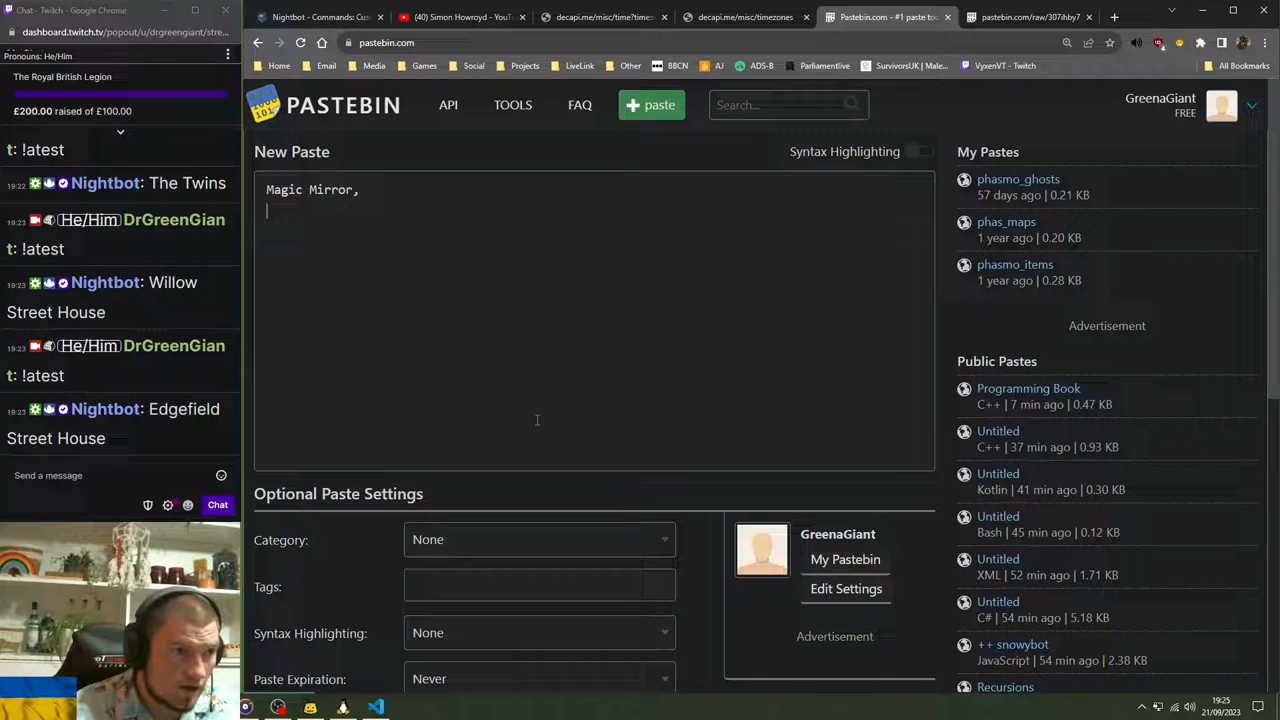 Chat - Twitch - Google Chrome
dashboard.twitch.tv/popout/u/drgreengiant/stre...
Pronouns: He/Him
The Royal British Legion
£200.00 raised of £100.00
t: !atest
19:22 Nightbot: The Twins
19:23 He/Him DrGreenGian
t: !atest
19:23 Nightbot: Willow
Street House
19:23 He/Him DrGreenGian
t: !atest
19:23 Nightbot: Edgefield
Street House
Send a message
Chat
Nightbot - Commands: Cus
(40) Simon Howroyd - YouT
decapi.me/misc/time?timez
decapi.me/misc/timezones
Pastebin.com - #1 paste too
pastebin.com/raw/307ihby7
pastebin.com
Home
Email
Media
Games
Social
Projects
LiveLink
Other
BBCN
AJ
ADS-B
Parliamentlive
SurvivorsUK | Male...
VyxenVT - Twitch
All Bookmarks
PASTEBIN
API
TOOLS
FAQ
paste
Search...
GreenaGiant
FREE
New Paste
Syntax Highlighting
Magic Mirror,
Optional Paste Settings
Category:
None
Tags:
Syntax Highlighting:
None
Paste Expiration:
Never
GreenaGiant
My Pastebin
Edit Settings
Advertisement
My Pastes
phasmo_ghosts
57 days ago | 0.21 KB
phas_maps
1 year ago | 0.20 KB
phasmo_items
1 year ago | 0.28 KB
Advertisement
Public Pastes
Programming Book
C++ | 7 min ago | 0.47 KB
Untitled
C++ | 37 min ago | 0.93 KB
Untitled
Kotlin | 41 min ago | 0.30 KB
Untitled
Bash | 45 min ago | 0.12 KB
Untitled
XML | 52 min ago | 1.71 KB
Untitled
C# | 54 min ago | 5.18 KB
++ snowybot
JavaScript | 54 min ago | 2.38 KB
Recursions
19:25
21/09/2023